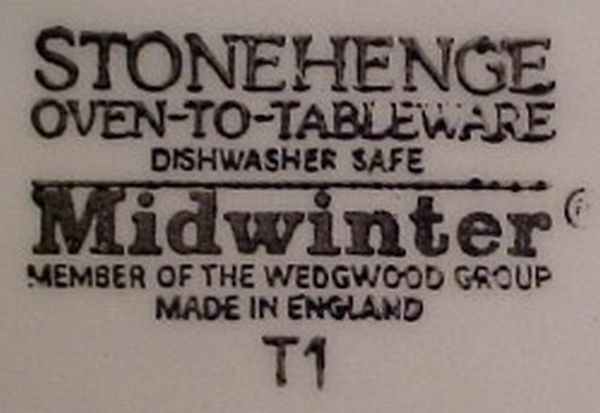 STONEHENGE
OVEN-TO-TABLEWARE
DISHWASHER SAFE
Midwinter ®
MEMBER OF THE WEDGWOOD GROUP
MADE IN ENGLAND
T1